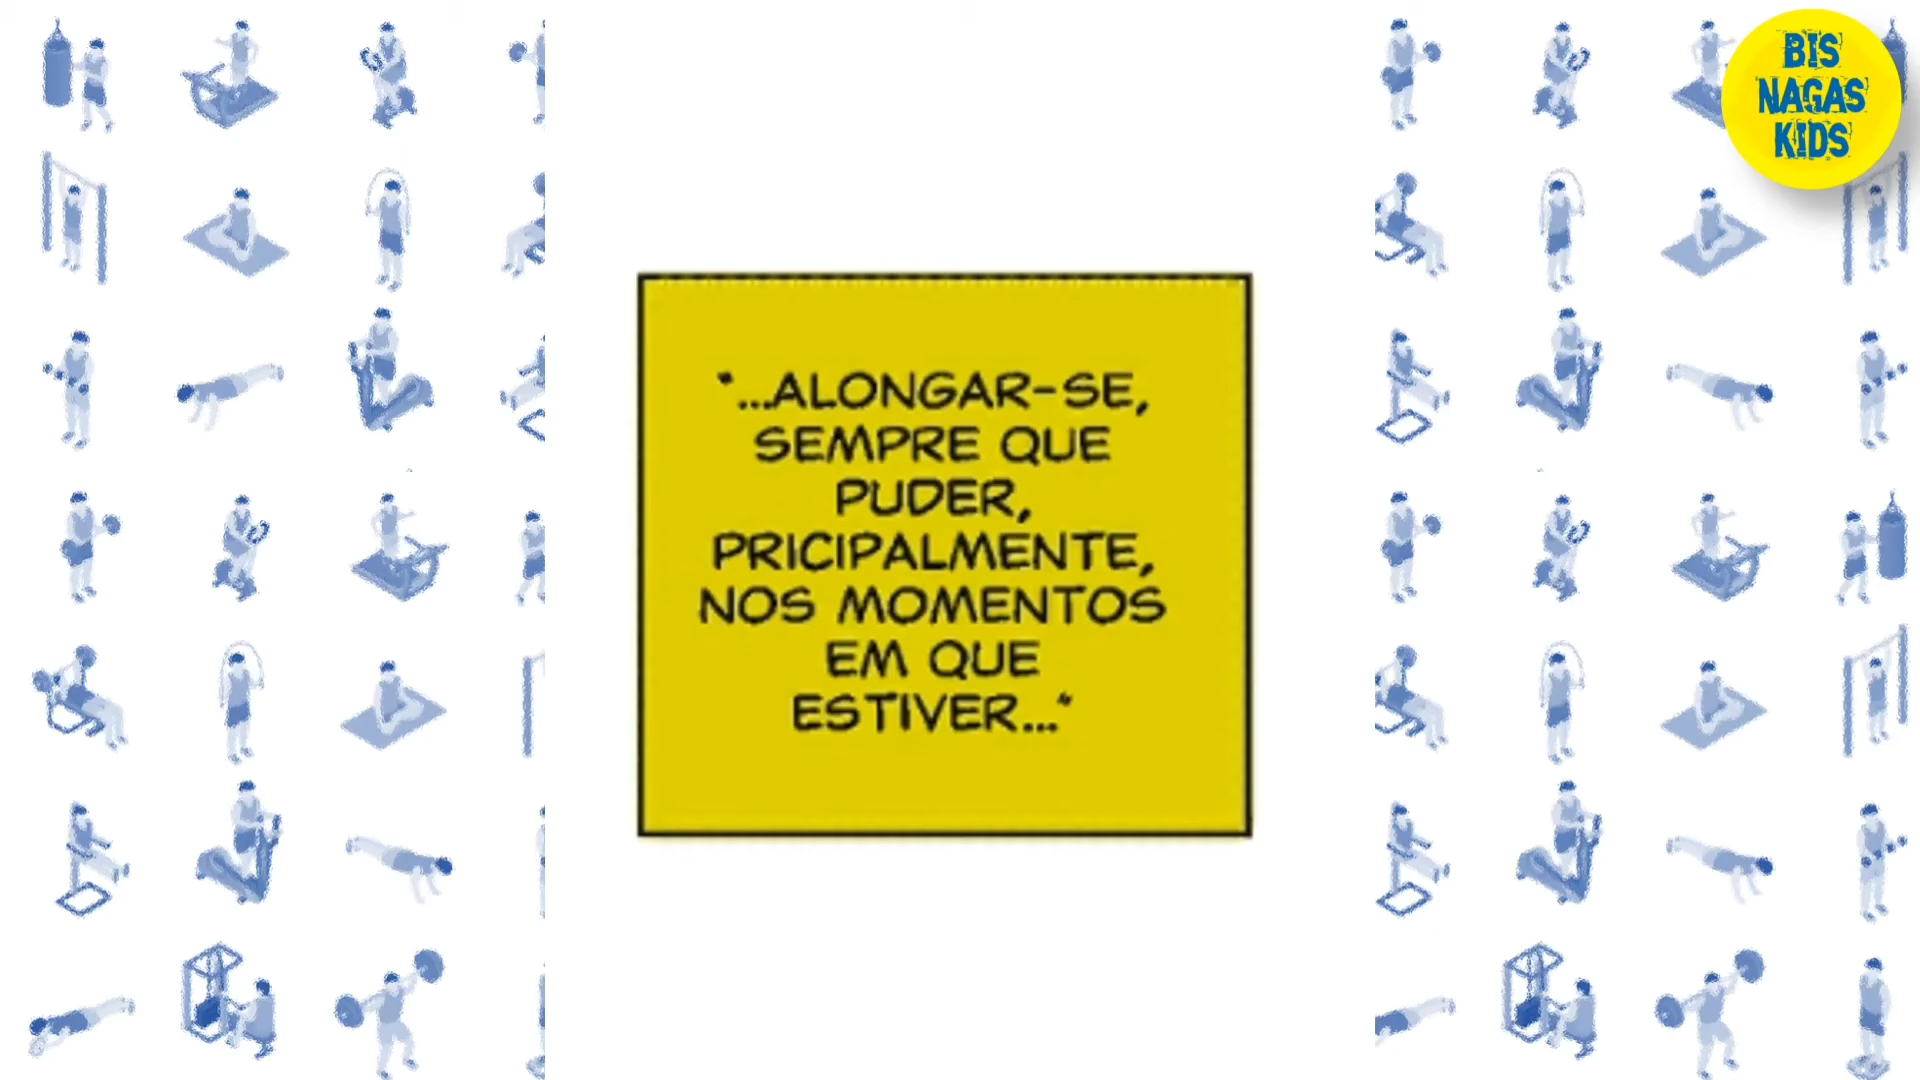 BIS
NAGAS
KIDS
"...ALONGAR-SE,
SEMPRE QUE
PUDER,
PRICIPALMENTE,
NOS MOMENTOS
EM QUE
ESTIVER..."